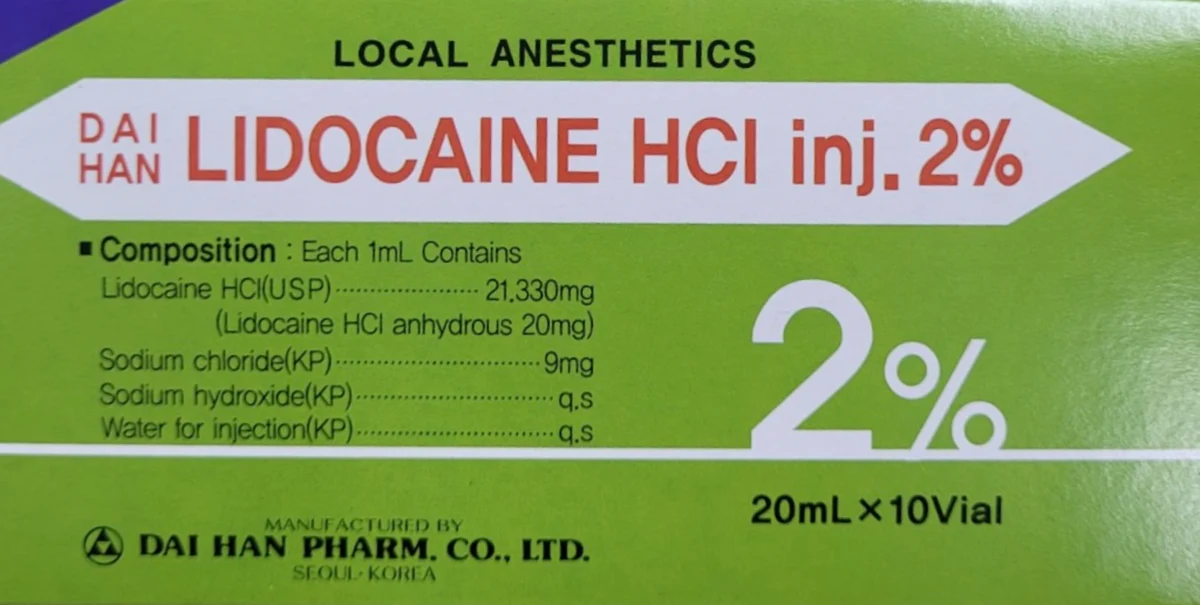 LOCAL ANESTHETICS
DAI HAN LIDOCAINE HCl inj. 2%
■ Composition : Each 1mL Contains
Lidocaine HCl(USP) ···················· 21.330mg
(Lidocaine HCl anhydrous 20mg)
Sodium chloride(KP) ····························· 9mg
Sodium hydroxide(KP) ···························· q.s
Water for injection(KP) ···························· q.s
2%
20mL×10Vial
MANUFACTURED BY
DAI HAN PHARM. CO., LTD.
SEOUL·KOREA